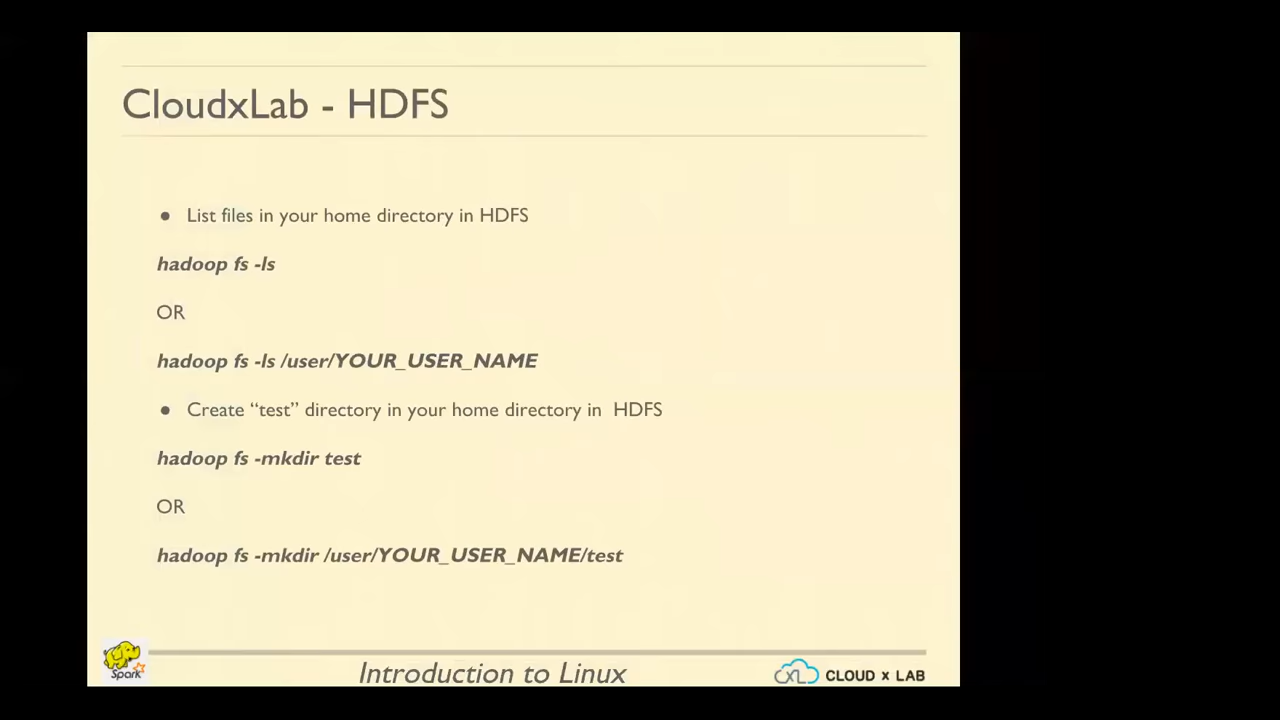 CloudxLab - HDFS
● List files in your home directory in HDFS
hadoop fs -ls
OR
hadoop fs -ls /user/YOUR_USER_NAME
● Create “test” directory in your home directory in HDFS
hadoop fs -mkdir test
OR
hadoop fs -mkdir /user/YOUR_USER_NAME/test
Spark
Introduction to Linux
CXL CLOUD x LAB